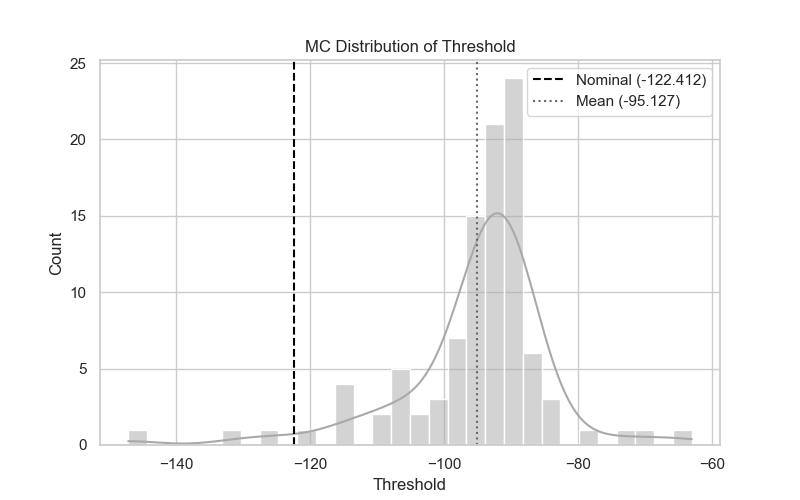 MC Distribution of Threshold
25
20
15
10
5
0
Count
Nominal (-122.412)
Mean (-95.127)
−140
−120
−100
−80
−60
Threshold